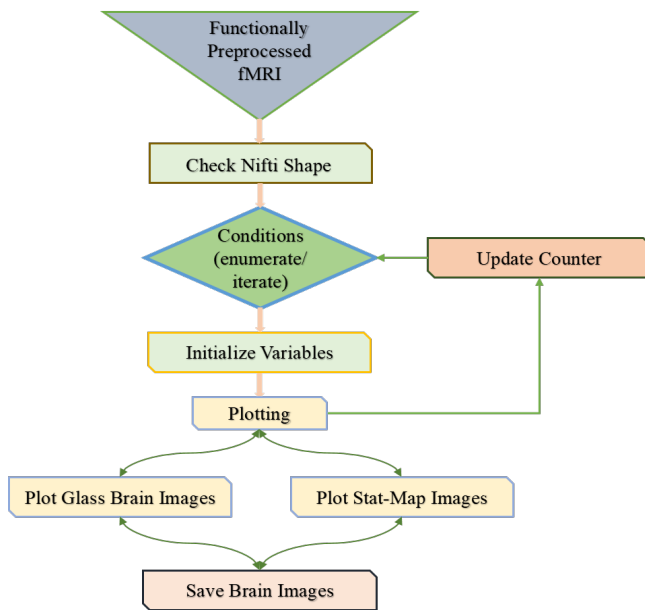 Functionally
Preprocessed
fMRI
Check Nifti Shape
Conditions
(enumerate/
iterate)
Update Counter
Initialize Variables
Plotting
Plot Glass Brain Images
Plot Stat-Map Images
Save Brain Images